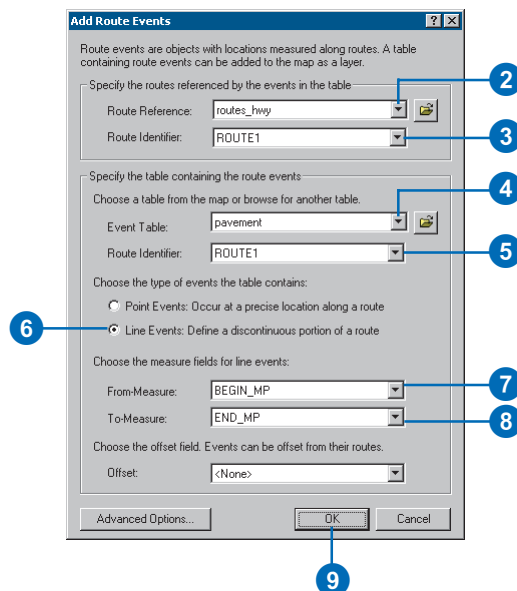 Add Route Events
Route events are objects with locations measured along routes. A table
containing route events can be added to the map as a layer.
Specify the routes referenced by the events in the table
Route Reference: routes_hwy
2
Route Identifier: ROUTE1
3
Specify the table containing the route events
Choose a table from the map or browse for another table.
4
Event Table: pavement
Route Identifier: ROUTE1
5
Choose the type of events the table contains:
Point Events: Occur at a precise location along a route
6
Line Events: Define a discontinuous portion of a route
Choose the measure fields for line events:
From-Measure: BEGIN_MP
7
To-Measure: END_MP
8
Choose the offset field. Events can be offset from their routes.
Offset: <None>
Advanced Options... OK Cancel
9